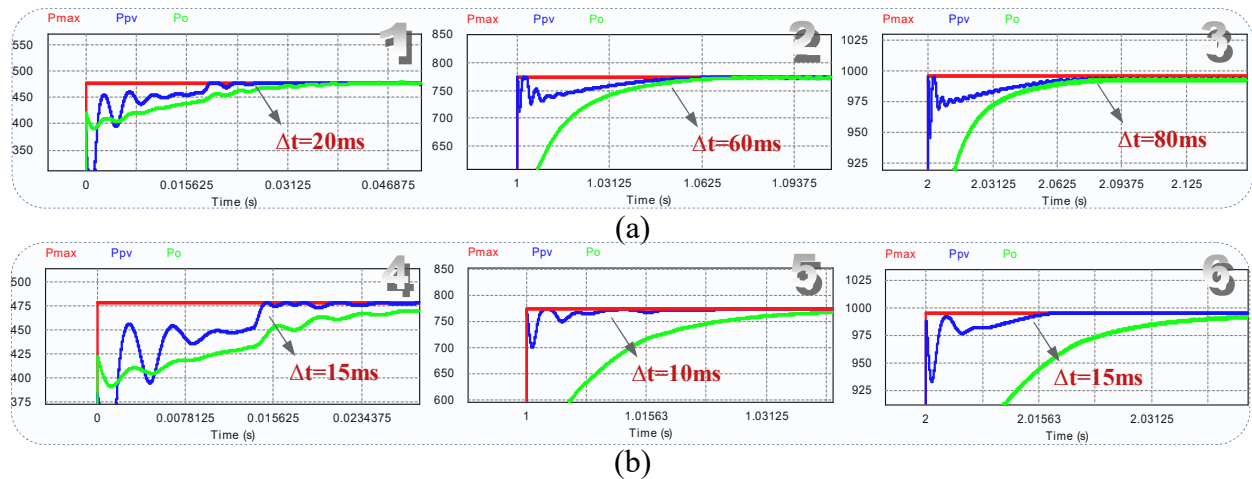 Pmax Ppv Po
1
550
500
450
400
350
Δt=20ms
0 0.015625 0.03125 0.046875
Time (s)
Pmax Ppv Po
2
850
800
750
700
650
Δt=60ms
1 1.03125 1.0625 1.09375
Time (s)
Pmax Ppv Po
3
1025
1000
975
950
925
Δt=80ms
2 2.03125 2.0625 2.09375 2.125
Time (s)
(a)
Pmax Ppv Po
4
500
475
450
425
400
375
Δt=15ms
0 0.0078125 0.015625 0.0234375
Time (s)
Pmax Ppv Po
5
850
800
750
700
650
600
Δt=10ms
1 1.01563 1.03125
Time (s)
Pmax Ppv Po
6
1025
1000
975
950
925
Δt=15ms
2 2.01563 2.03125
Time (s)
(b)